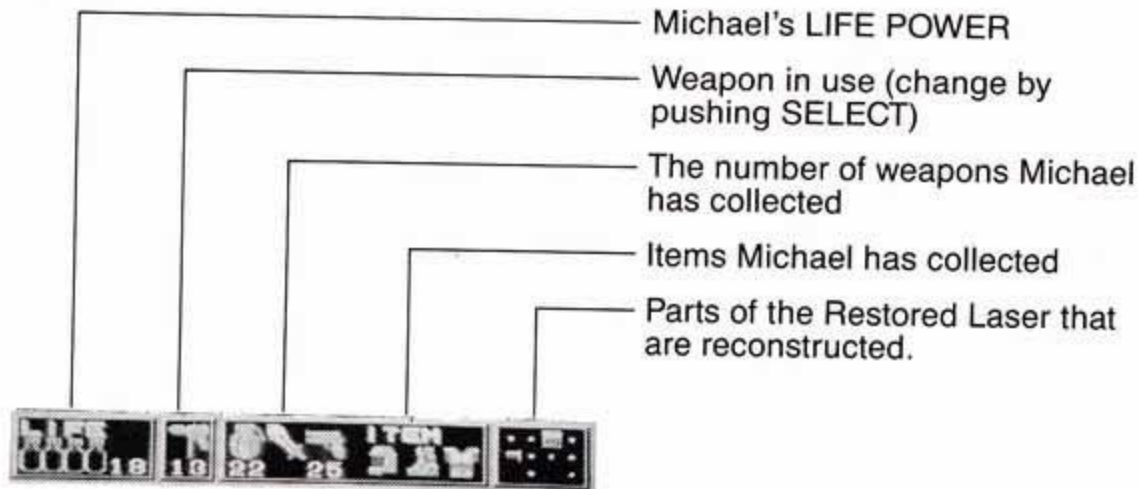 Michael's LIFE POWER
Weapon in use (change by
pushing SELECT)
The number of weapons Michael
has collected
Items Michael has collected
Parts of the Restored Laser that
are reconstructed.
LIFE
18
13
22 25
ITEM